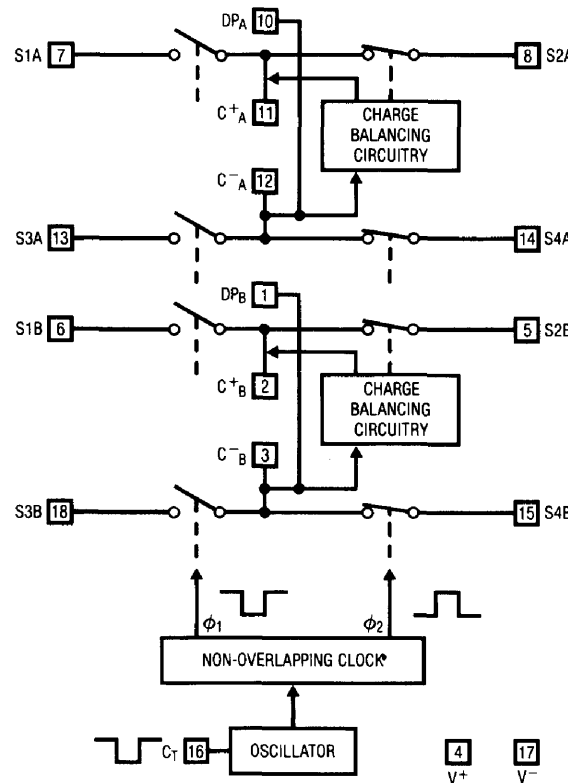 DPA 10
S1A 7
8 S2A
C+A 11
CHARGE
BALANCING
CIRCUITRY
C−A 12
S3A 13
14 S4A
DPB 1
S1B 6
5 S2B
C+B 2
CHARGE
BALANCING
CIRCUITRY
C−B 3
S3B 18
15 S4B
ϕ1
ϕ2
NON-OVERLAPPING CLOCK
CT 16
OSCILLATOR
4
V+
17
V−